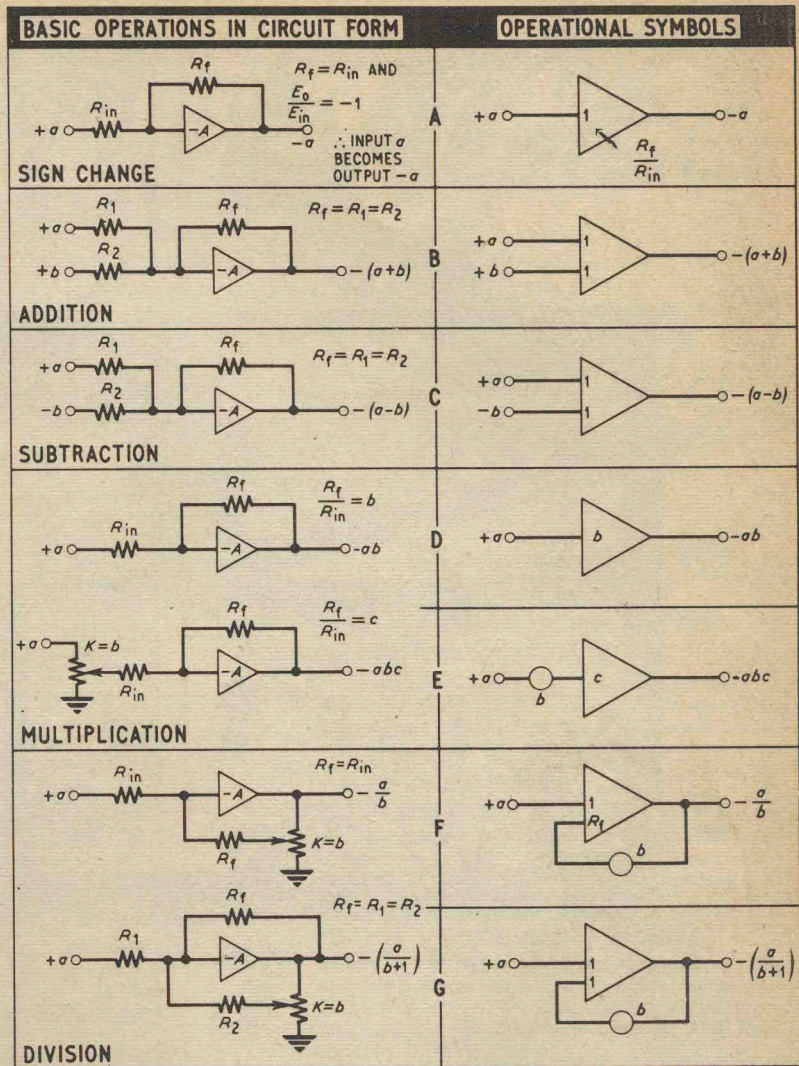 BASIC OPERATIONS IN CIRCUIT FORM
OPERATIONAL SYMBOLS
Rin
+a
Rf
-A
-a
Rf=Rin AND
Eo/Ein = -1
∴ INPUT a
BECOMES
OUTPUT -a
SIGN CHANGE
A
+a
1
Rf/Rin
-a
R1
+a
R2
+b
Rf
-A
Rf=R1=R2
-(a+b)
ADDITION
B
+a
1
+b
1
-(a+b)
R1
+a
R2
-b
Rf
-A
Rf=R1=R2
-(a-b)
SUBTRACTION
C
+a
1
-b
1
-(a-b)
+a
Rin
Rf
-A
Rf/Rin = b
-ab
D
+a
b
-ab
+a
K=b
Rin
Rf
-A
Rf/Rin = c
-abc
MULTIPLICATION
E
+a
b
c
-abc
+a
Rin
-A
Rf
K=b
Rf=Rin
-a/b
F
+a
1
Rf
b
-a/b
+a
R1
Rf
-A
R2
K=b
Rf=R1=R2
-(a/b+1)
DIVISION
G
+a
1
1
b
-(a/b+1)